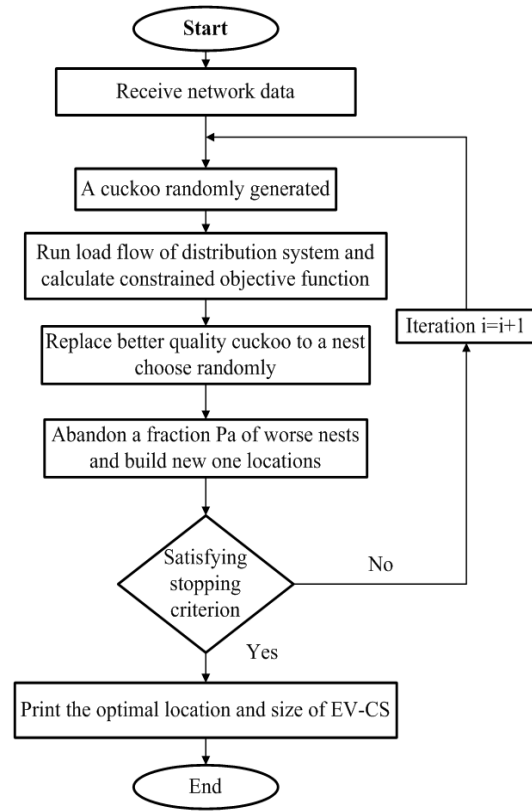 Start
Receive network data
A cuckoo randomly generated
Run load flow of distribution system and
calculate constrained objective function
Iteration i=i+1
Replace better quality cuckoo to a nest
choose randomly
Abandon a fraction Pa of worse nests
and build new one locations
Satisfying
stopping
criterion
No
Yes
Print the optimal location and size of EV-CS
End